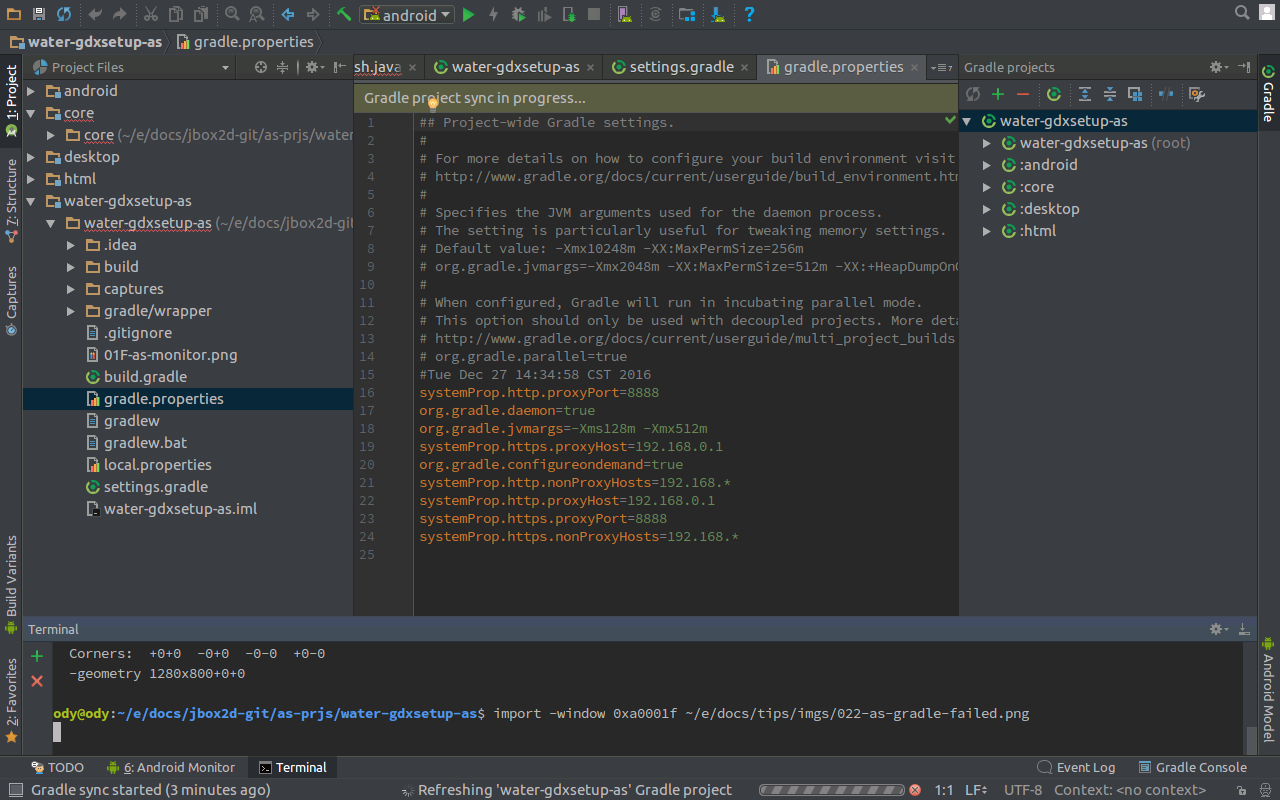 android
water-gdxsetup-as gradle.properties
Project Files
sh.java water-gdxsetup-as settings.gradle gradle.properties
Gradle projects
1: Project
7: Structure
Captures
Build Variants
2: Favorites
android
core
core (~/e/docs/jbox2d-git/as-prjs/water
desktop
html
water-gdxsetup-as
water-gdxsetup-as (~/e/docs/jbox2d-git
.idea
build
captures
gradle/wrapper
.gitignore
01F-as-monitor.png
build.gradle
gradle.properties
gradlew
gradlew.bat
local.properties
settings.gradle
water-gdxsetup-as.iml
Gradle project sync in progress...
1 ## Project-wide Gradle settings.
2 #
3 # For more details on how to configure your build environment visit
4 # http://www.gradle.org/docs/current/userguide/build_environment.htm
5 #
6 # Specifies the JVM arguments used for the daemon process.
7 # The setting is particularly useful for tweaking memory settings.
8 # Default value: -Xmx10248m -XX:MaxPermSize=256m
9 # org.gradle.jvmargs=-Xmx2048m -XX:MaxPermSize=512m -XX:+HeapDumpOn
10 #
11 # When configured, Gradle will run in incubating parallel mode.
12 # This option should only be used with decoupled projects. More deta
13 # http://www.gradle.org/docs/current/userguide/multi_project_builds
14 # org.gradle.parallel=true
15 #Tue Dec 27 14:34:58 CST 2016
16 systemProp.http.proxyPort=8888
17 org.gradle.daemon=true
18 org.gradle.jvmargs=-Xms128m -Xmx512m
19 systemProp.https.proxyHost=192.168.0.1
20 org.gradle.configureondemand=true
21 systemProp.http.nonProxyHosts=192.168.*
22 systemProp.http.proxyHost=192.168.0.1
23 systemProp.https.proxyPort=8888
24 systemProp.https.nonProxyHosts=192.168.*
25
water-gdxsetup-as
water-gdxsetup-as (root)
:android
:core
:desktop
:html
Gradle
Android Model
Terminal
Corners: +0+0 -0+0 -0-0 +0-0
-geometry 1280x800+0+0
ody@ody:~/e/docs/jbox2d-git/as-prjs/water-gdxsetup-as$ import -window 0xa0001f ~/e/docs/tips/imgs/022-as-gradle-failed.png
TODO 6: Android Monitor Terminal Event Log Gradle Console
Gradle sync started (3 minutes ago) Refreshing 'water-gdxsetup-as' Gradle project 1:1 LF UTF-8 Context: <no context>